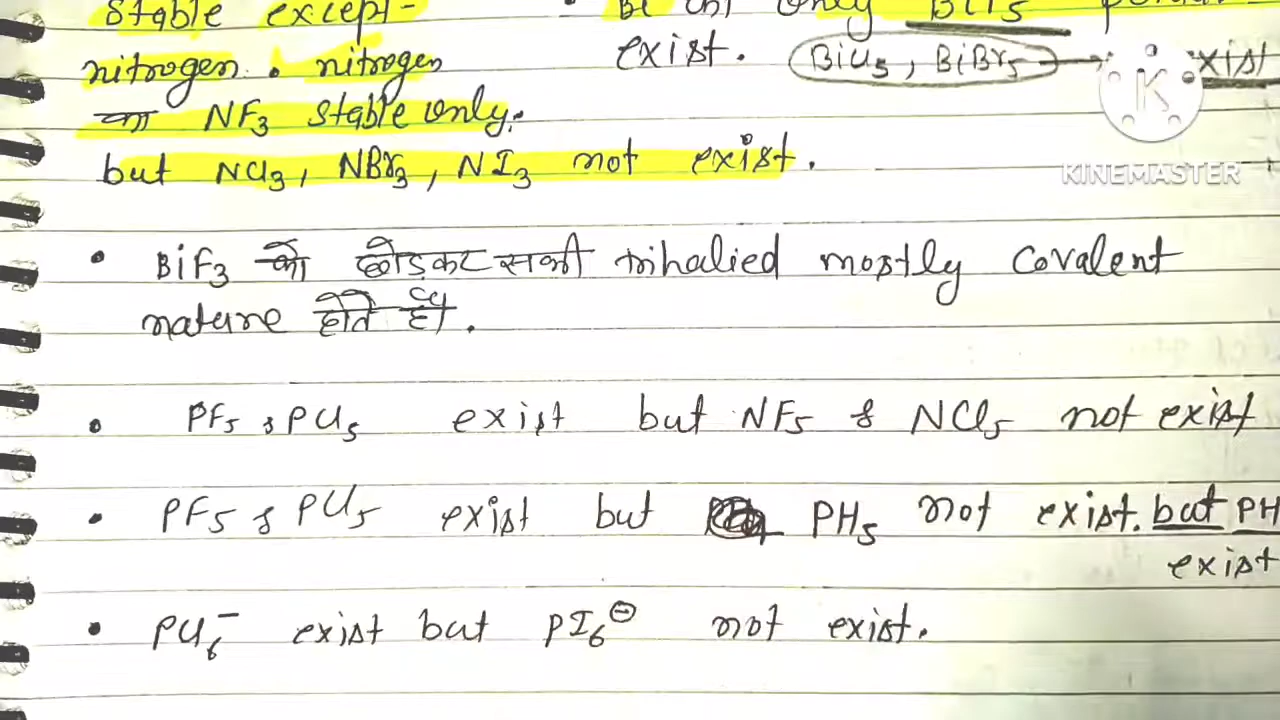 stable except-
nitrogen. nitrogen
का NF3 stable only.
but NCl3, NBr3, NI3 not exist.
only BiF5
exist. BiCl5, BiBr5 → xist
K
KINEMASTER
• BiF3 को छोड़कर सभी trihalied mostly covalent
nature होते है।.
• PF5 & PCl5 exist but NF5 & NCl5 not exist
• PF5 & PCl5 exist but PH5 not exist. but PH
exist
• PCl6⁻ exist but PI6⊖ not exist.